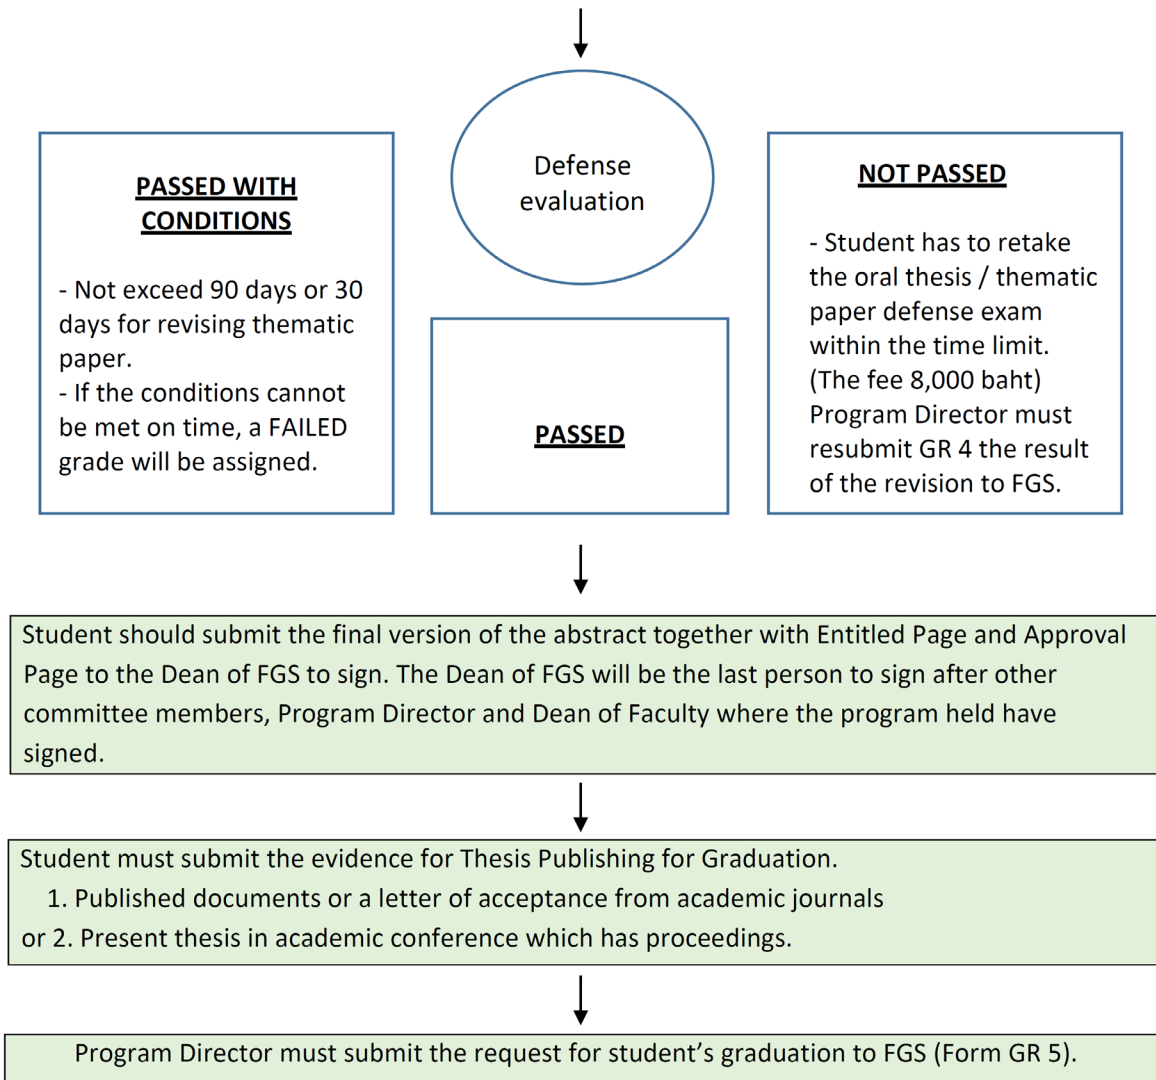 Defense
evaluation
PASSED WITH
CONDITIONS
- Not exceed 90 days or 30
days for revising thematic
paper.
- If the conditions cannot
be met on time, a FAILED
grade will be assigned.
PASSED
NOT PASSED
- Student has to retake
the oral thesis / thematic
paper defense exam
within the time limit.
(The fee 8,000 baht)
Program Director must
resubmit GR 4 the result
of the revision to FGS.
Student should submit the final version of the abstract together with Entitled Page and Approval
Page to the Dean of FGS to sign. The Dean of FGS will be the last person to sign after other
committee members, Program Director and Dean of Faculty where the program held have
signed.
Student must submit the evidence for Thesis Publishing for Graduation.
1. Published documents or a letter of acceptance from academic journals
or 2. Present thesis in academic conference which has proceedings.
Program Director must submit the request for student’s graduation to FGS (Form GR 5).